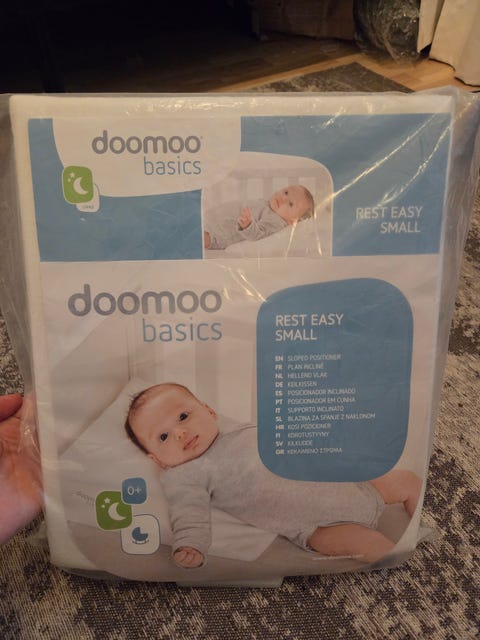 doomoo
basics
sleep
REST EASY
SMALL
doomoo
basics
REST EASY
SMALL
EN SLOPED POSITIONER
FR PLAN INCLINÉ
NL HELLEND VLAK
DE KEILKISSEN
ES POSICIONADOR INCLINADO
PT POSICIONADOR EM CUNHA
IT SUPPORTO INCLINATO
SL BLAZINA ZA SPANJE Z NAKLONOM
HR KOSI POZICIONER
FI KOROTUSTYYNY
SV KILKUDDE
GR ΚΕΚΛΙΜΕΝΟ ΣΤΡΩΜΑ
0+